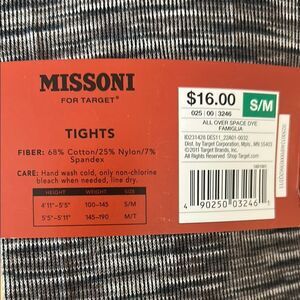 MISSONI
FOR TARGET®
TIGHTS
FIBER: 68% Cotton/25% Nylon/7%
Spandex
CARE: Hand wash cold, only non-chlorine
bleach when needed, line dry.
HEIGHT WEIGHT
4'11"-5'5" 100-145 S/M
5'5"-5'11" 145-190 M/T
$16.00 S/M
025 00 3246
ALL OVER SPACE DYE
FAMIGLIA
ID231426 DES11_22A01-0032
Dist. by Target Corporation, Mpls., MN 55403
©2011 Target Brands, Inc.
All Rights Reserved. Shop Target.com
4 90250 03246